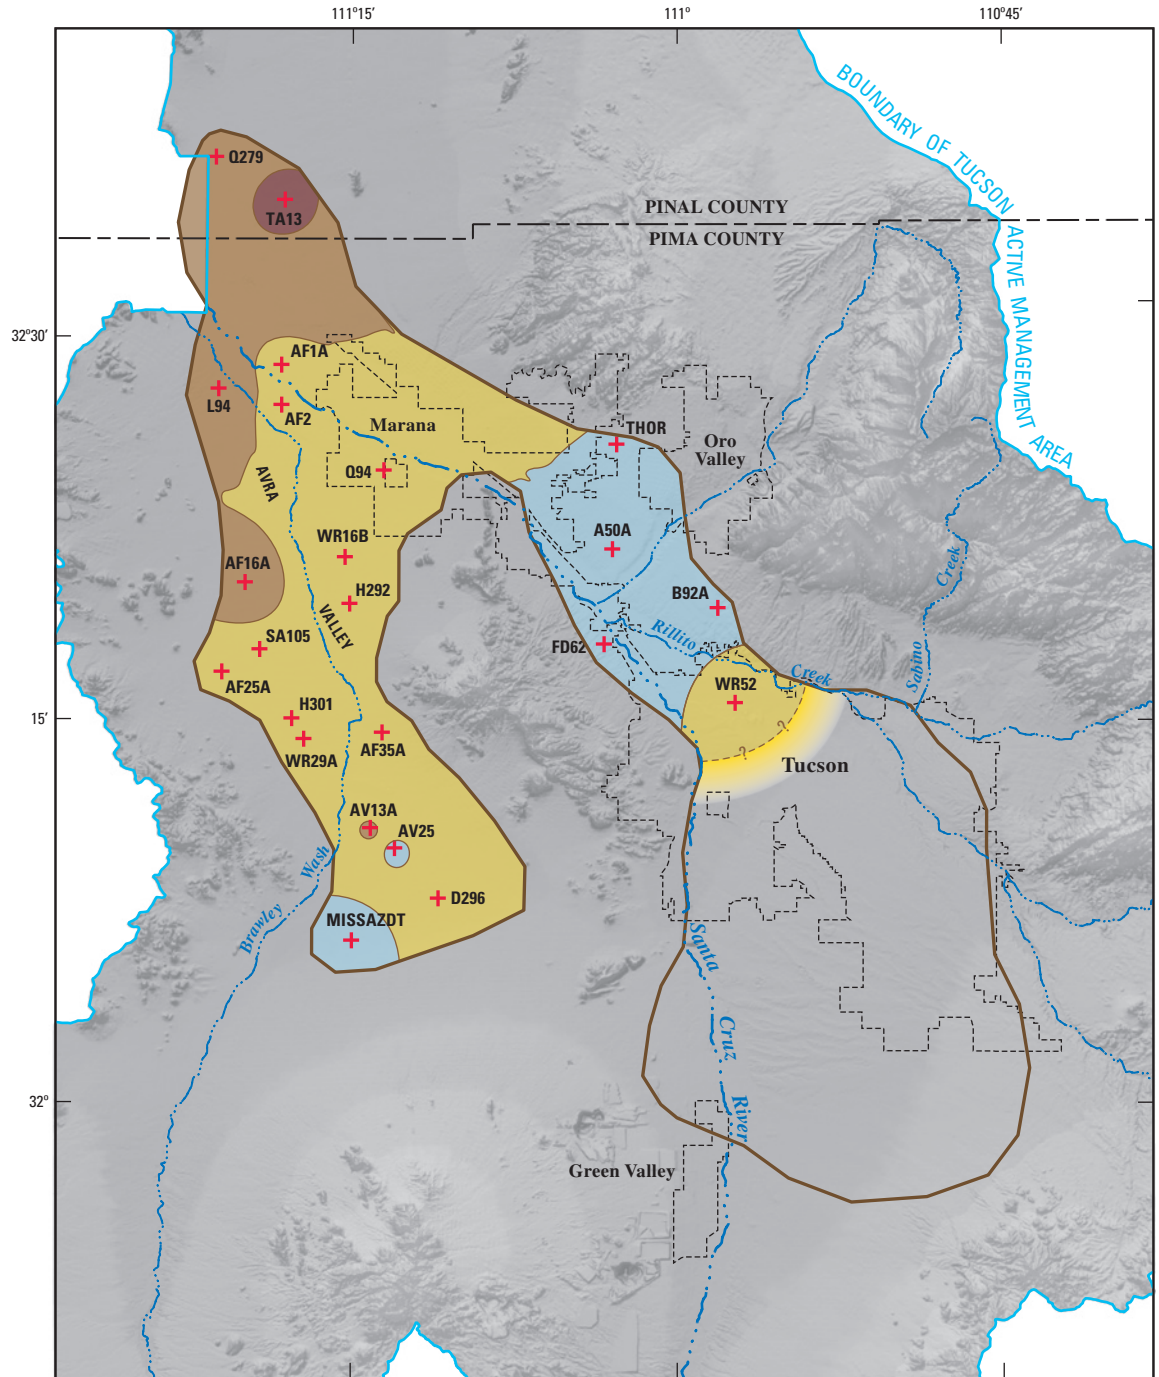 111°15′
111°
110°45′
BOUNDARY OF TUCSON
ACTIVE MANAGEMENT
AREA
Q279
TA13
PINAL COUNTY
PIMA COUNTY
32°30′
AF1A
L94
AF2
Marana
THOR
Oro
Valley
Q94
AVRA
VALLEY
WR16B
A50A
AF16A
H292
B92A
Creek
SA105
FD62
Rillito
Creek
Sabino
AF25A
WR52
H301
15′
WR29A
AF35A
?
?
Tucson
AV13A
AV25
Wash
Brawley
D296
MISSAZDT
Santa
Cruz
River
32°
Green Valley